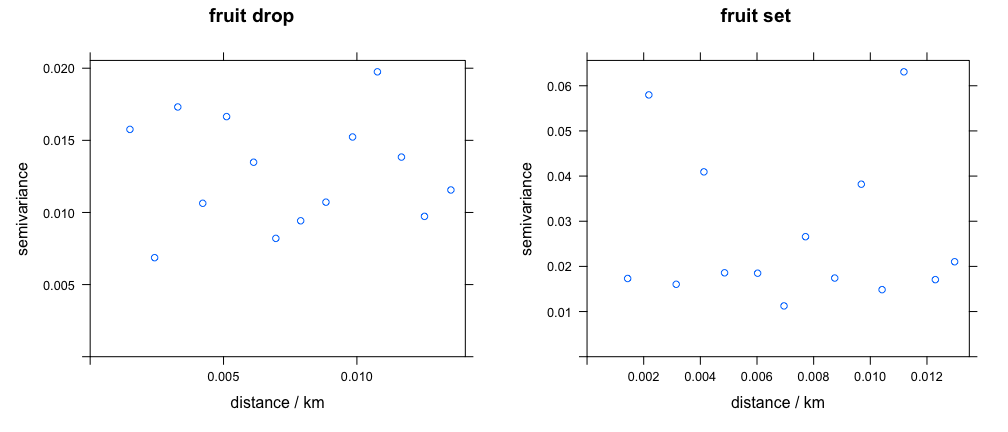 fruit drop
semivariance
0.020
0.015
0.010
0.005
0.005 0.010
distance / km
fruit set
semivariance
0.06
0.05
0.04
0.03
0.02
0.01
0.002 0.004 0.006 0.008 0.010 0.012
distance / km